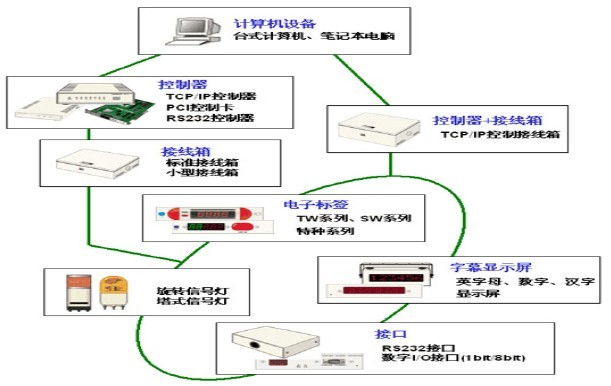 计算机设备
台式计算机、笔记本电脑
控制器
TCP/IP控制器
PCI控制卡
RS232控制器
控制器+接线箱
TCP/IP控制接线箱
接线箱
标准接线箱
小型接线箱
电子标签
TW系列、SW系列
特种系列
旋转信号灯
塔式信号灯
字幕显示屏
英字母、数字、汉字
显示屏
接口
RS232接口
数字I/O接口(1bit/8bit)